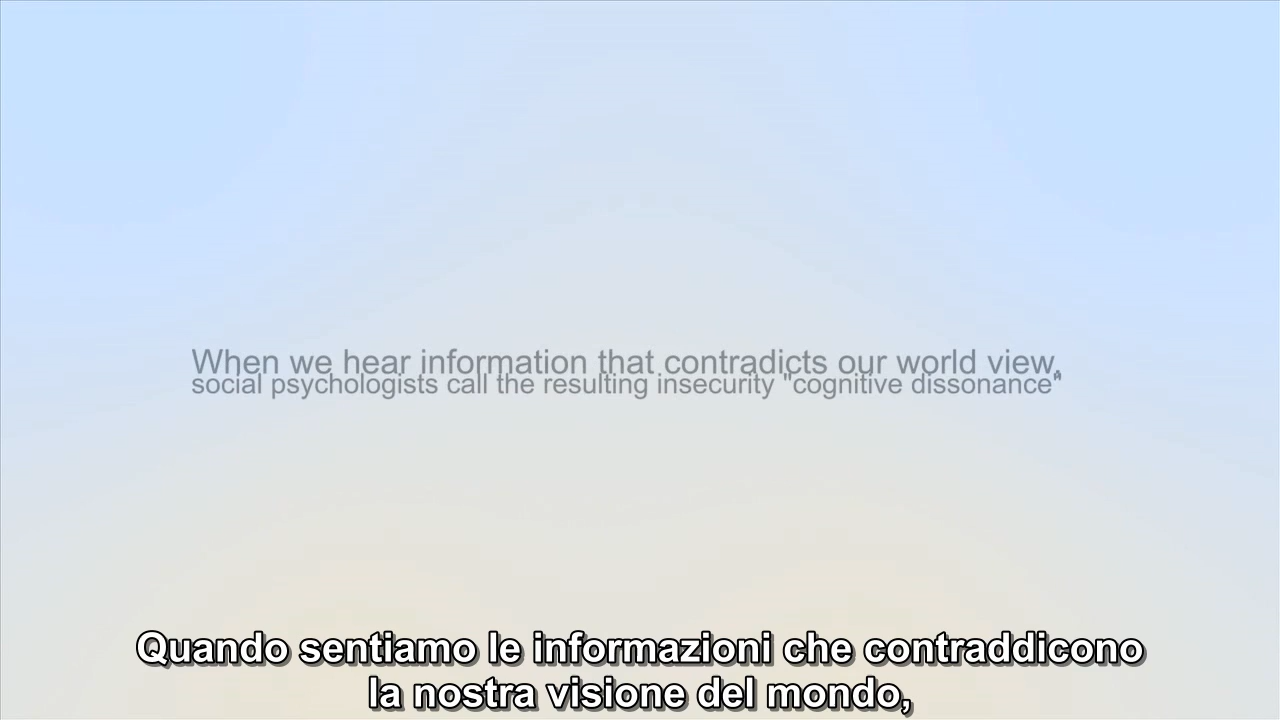 When we hear information that contradicts our world view,
social psychologists call the resulting insecurity "cognitive dissonance"
Quando sentiamo le informazioni che contraddicono
la nostra visione del mondo,